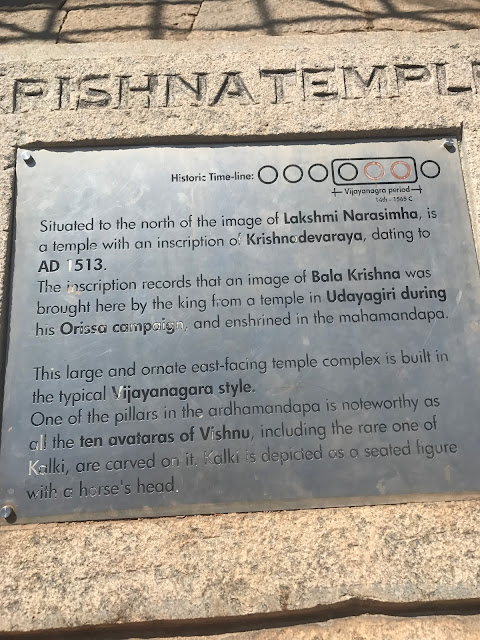 RISHNA TEMPLE
Historic Time-line:
Vijayanagra period
14th - 1565 C
Situated to the north of the image of Lakshmi Narasimha, is
a temple with an inscription of Krishnadevaraya, dating to
AD 1513.
The inscription records that an image of Bala Krishna was
brought here by the king from a temple in Udayagiri during
his Orissa campaign, and enshrined in the mahamandapa.
This large and ornate east-facing temple complex is built in
the typical Vijayanagara style.
One of the pillars in the ardhamandapa is noteworthy as
all the ten avataras of Vishnu, including the rare one of
Kalki, are carved on it. Kalki is depicted as a seated figure
with a horse's head.